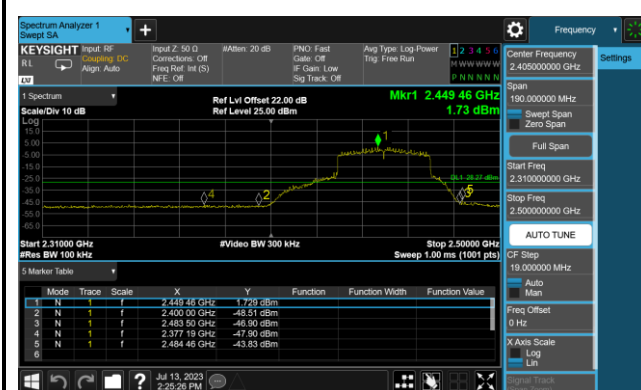 Spectrum Analyzer 1
Swept SA
Frequency
KEYSIGHT Input: RF
RL Coupling: DC
Align: Auto
LXI
Input Z: 50 Ω
Corrections: Off
Freq Ref: Int (S)
NFE: Off
#Atten: 20 dB
PNO: Fast
Gate: Off
IF Gain: Low
Sig Track: Off
Avg Type: Log-Power
Trig: Free Run
1 2 3 4 5 6
M W W W W W
P N N N N N
Center Frequency
2.405000000 GHz
Settings
Span
190.000000 MHz
Swept Span
Zero Span
Full Span
Start Freq
2.310000000 GHz
Stop Freq
2.500000000 GHz
AUTO TUNE
CF Step
19.000000 MHz
Auto
Man
Freq Offset
0 Hz
X Axis Scale
Log
Lin
Signal Track
1 Spectrum
Scale/Div 10 dB
Ref Lvl Offset 22.00 dB
Ref Level 25.00 dBm
Mkr1 2.449 46 GHz
1.73 dBm
Log
15.0
5.00
-5.00
-15.0
-25.0
-35.0
-45.0
-55.0
-65.0
1
4
2
5
DL1 -28.27 dBm
Start 2.31000 GHz
#Res BW 100 kHz
#Video BW 300 kHz
Stop 2.50000 GHz
Sweep 1.00 ms (1001 pts)
5 Marker Table
Mode Trace Scale X Y Function Function Width Function Value
1 N 1 f 2.449 46 GHz 1.729 dBm
2 N 1 f 2.400 00 GHz -48.51 dBm
3 N 1 f 2.483 50 GHz -46.90 dBm
4 N 1 f 2.377 19 GHz -47.90 dBm
5 N 1 f 2.484 46 GHz -43.83 dBm
6
? Jul 13, 2023
2:25:26 PM